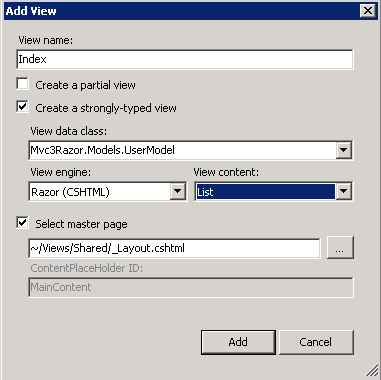 Add View
View name:
Index
Create a partial view
Create a strongly-typed view
View data class:
Mvc3Razor.Models.UserModel
View engine: View content:
Razor (CSHTML) List
Select master page
~/Views/Shared/_Layout.cshtml ...
ContentPlaceHolder ID:
MainContent
Add Cancel